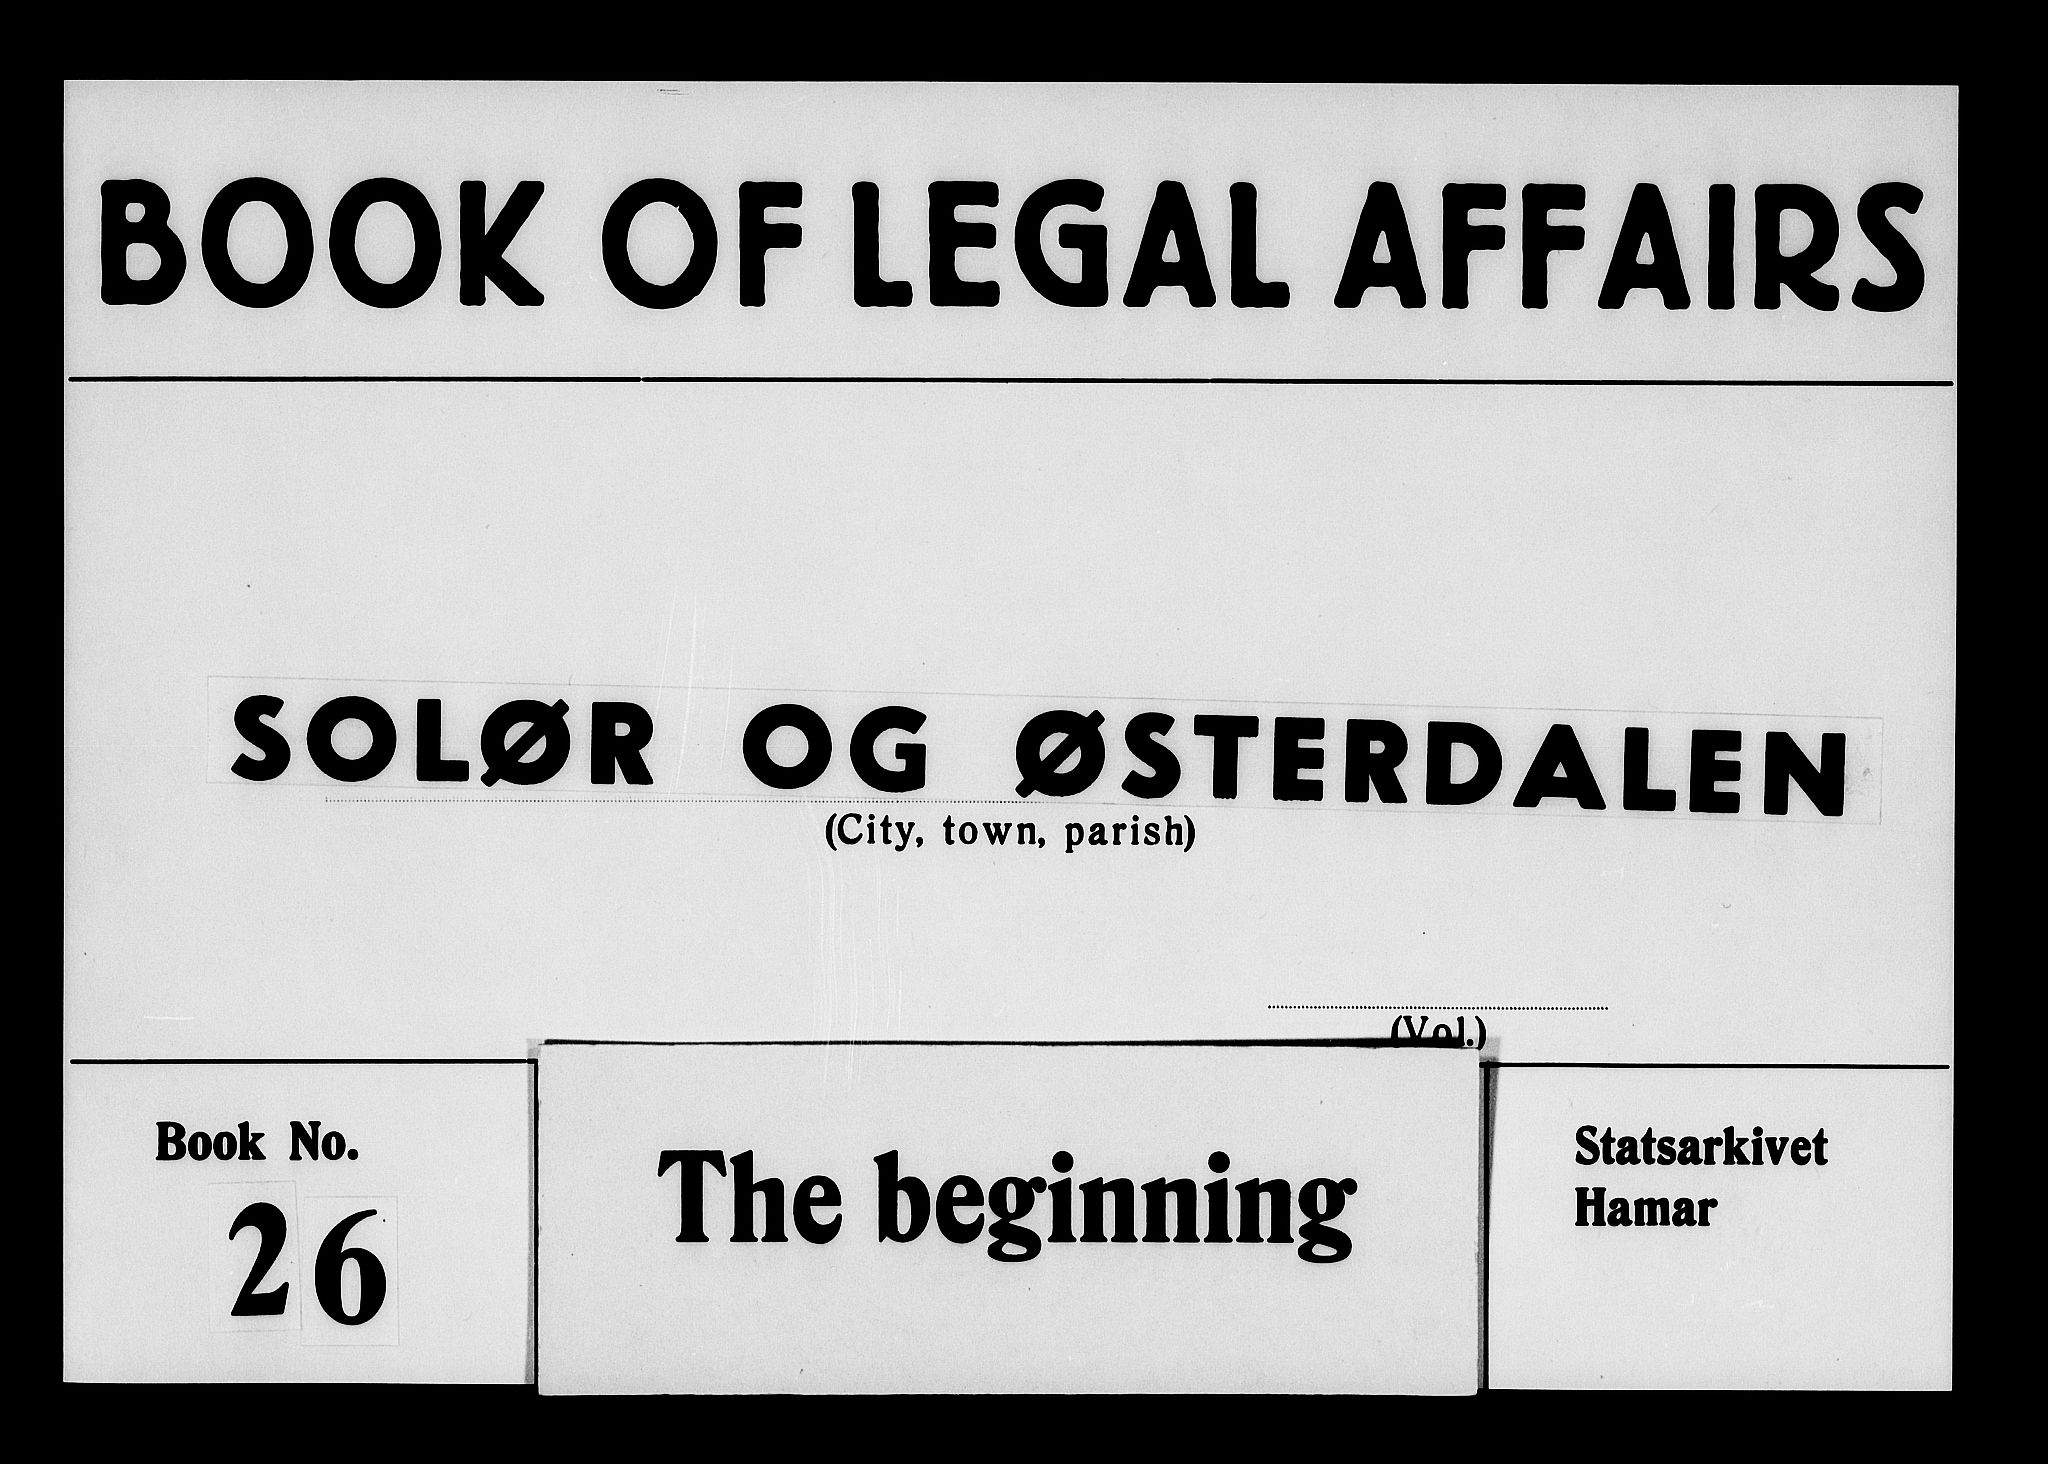 BOOK OF LEGAL AFFAIRS
SOLØR OG ØSTERDALEN
(City, town, parish)
(Vol.)
Book No.
26
The beginning
Statsarkivet
Hamar